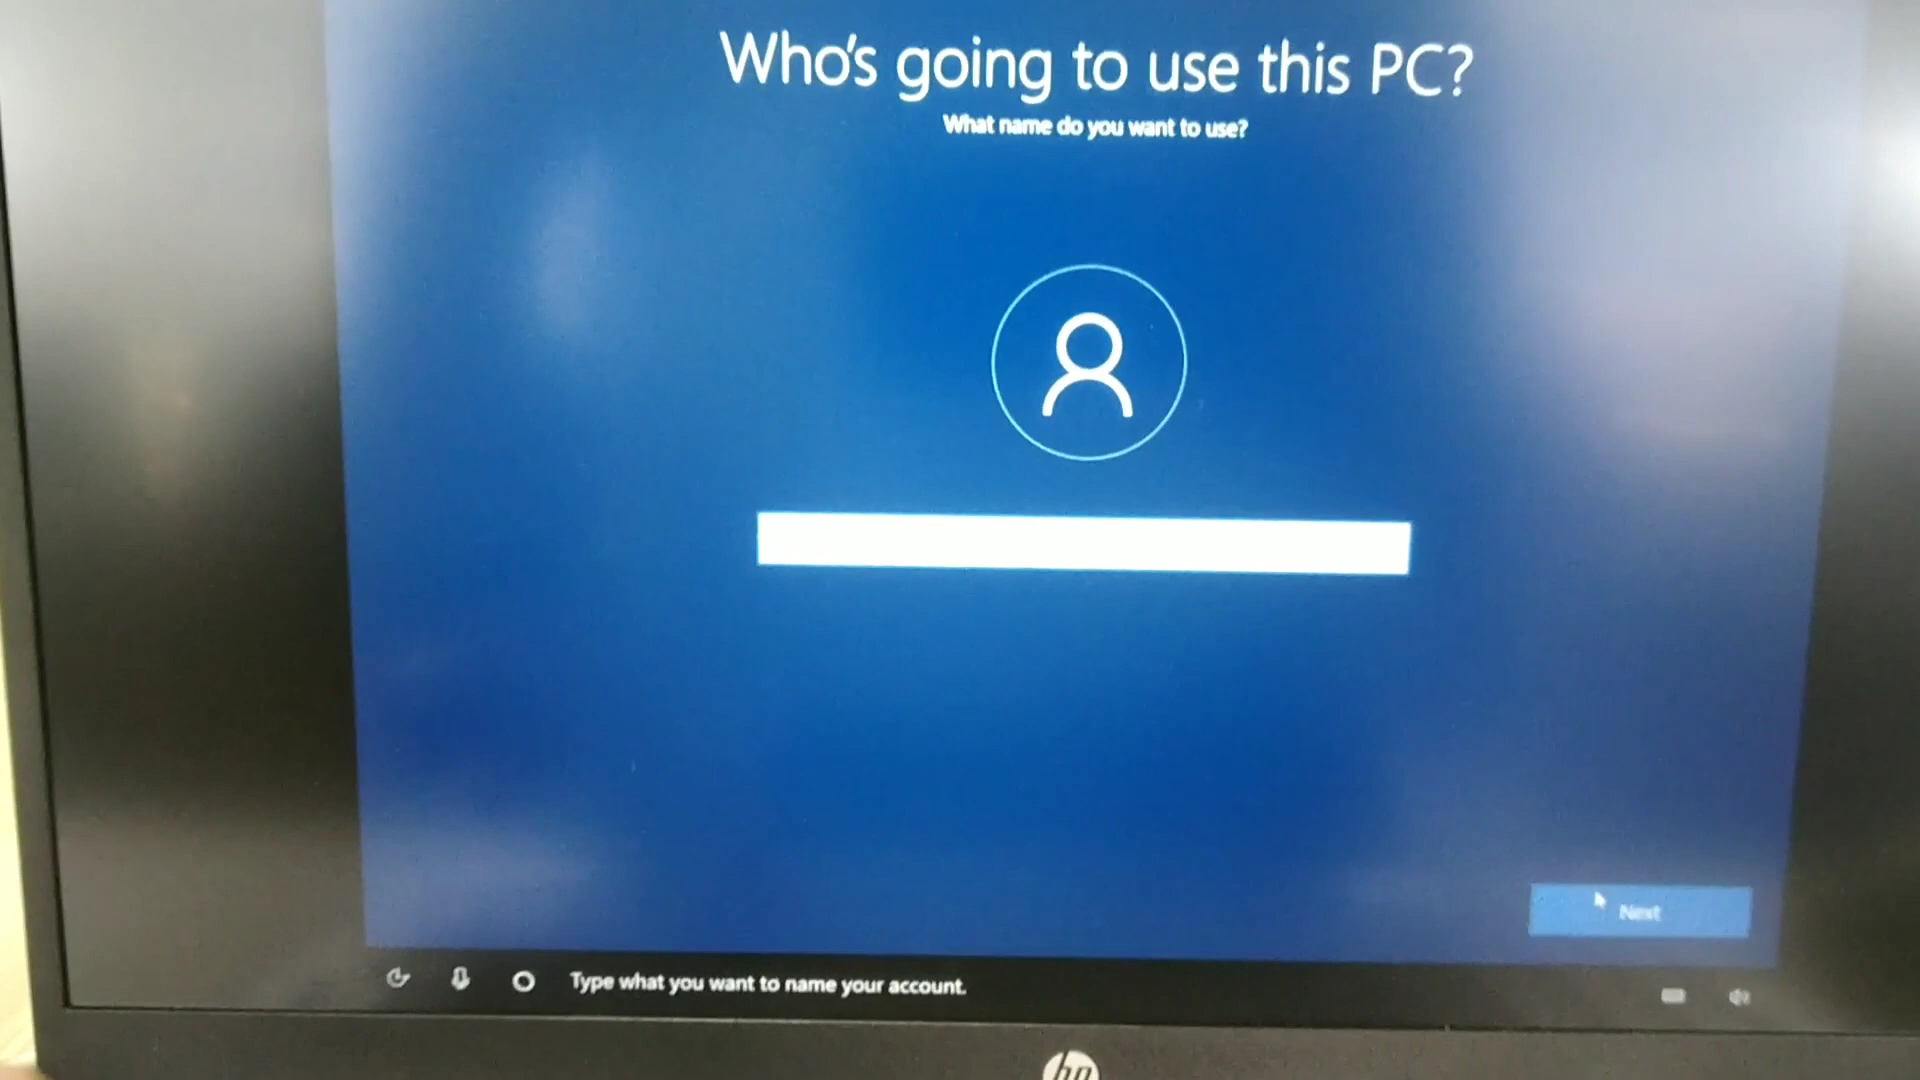 Who's going to use this PC?
What name do you want to use?
Next
Type what you want to name your account.
hp